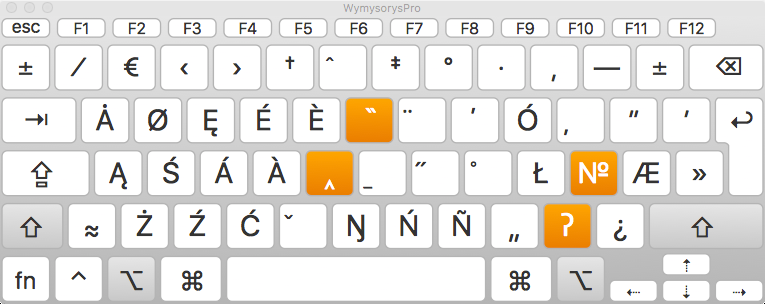 WymysorysPro
esc F1 F2 F3 F4 F5 F6 F7 F8 F9 F10 F11 F12
± ⁄ € ‹ › † ˆ ‡ ° · ‚ — ±
Ȧ Ø Ę É È ‶ ¨ ′ Ó , ” ’
Ą Ś Á À ‸ _ ˝ ˚ Ł № Æ »
≈ Ż Ź Ć ˇ Ŋ Ń Ñ „ ʔ ¿
fn ^ ⌥ ⌘ ⌘ ⌥